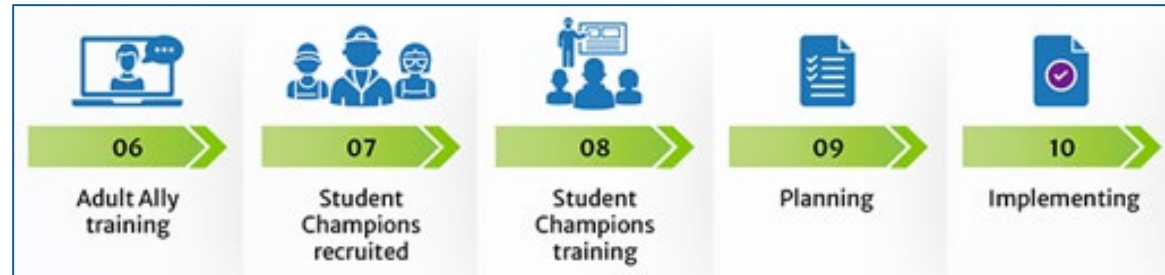 06
Adult Ally
training
07
Student
Champions
recruited
08
Student
Champions
training
09
Planning
10
Implementing